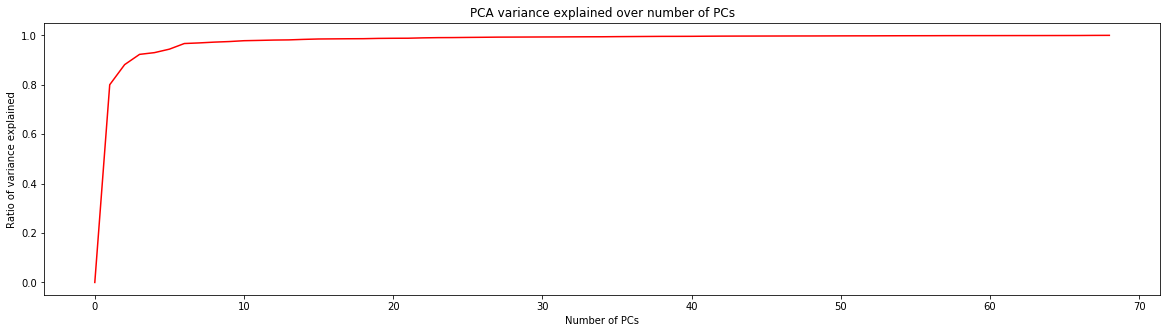 PCA variance explained over number of PCs
Ratio of variance explained
1.0
0.8
0.6
0.4
0.2
0.0
0 10 20 30 40 50 60 70
Number of PCs